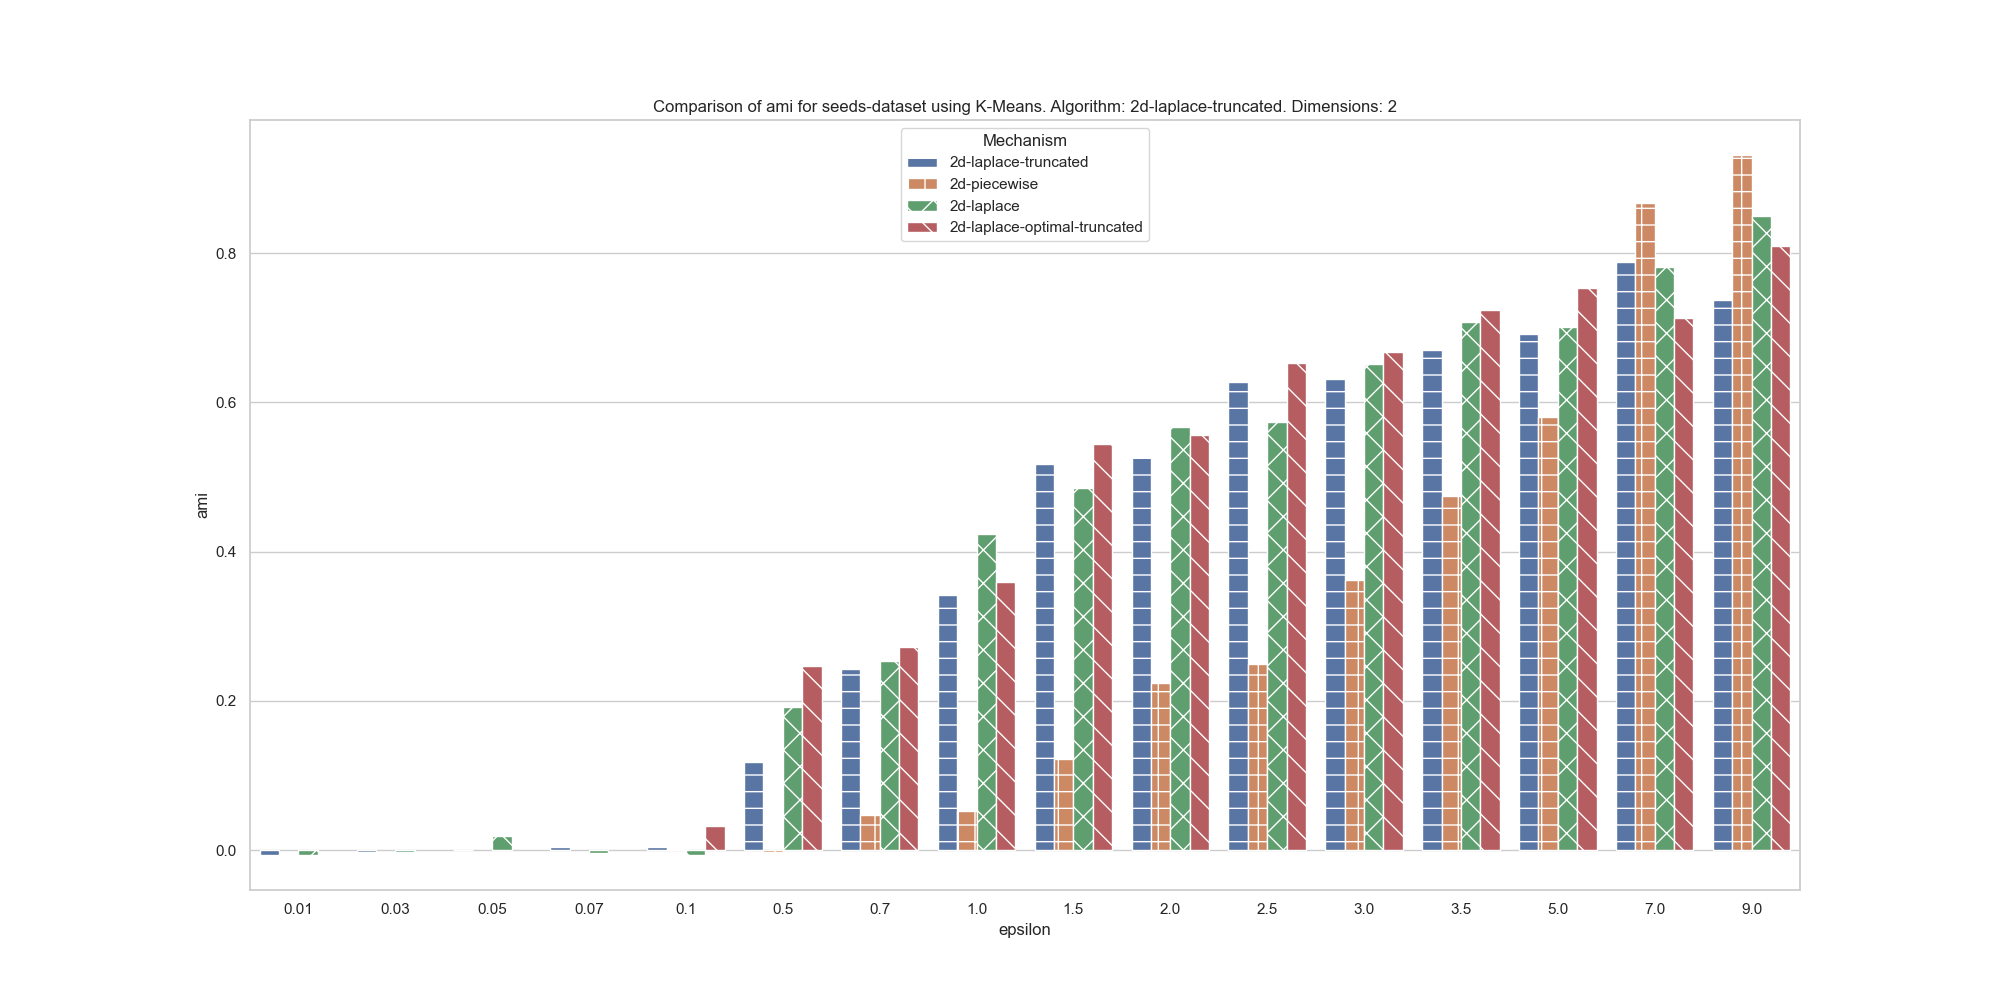 Comparison of ami for seeds-dataset using K-Means. Algorithm: 2d-laplace-truncated. Dimensions: 2
Mechanism
2d-laplace-truncated
2d-piecewise
2d-laplace
2d-laplace-optimal-truncated
0.8
0.6
0.4
0.2
0.0
ami
0.01 0.03 0.05 0.07 0.1 0.5 0.7 1.0 1.5 2.0 2.5 3.0 3.5 5.0 7.0 9.0
epsilon